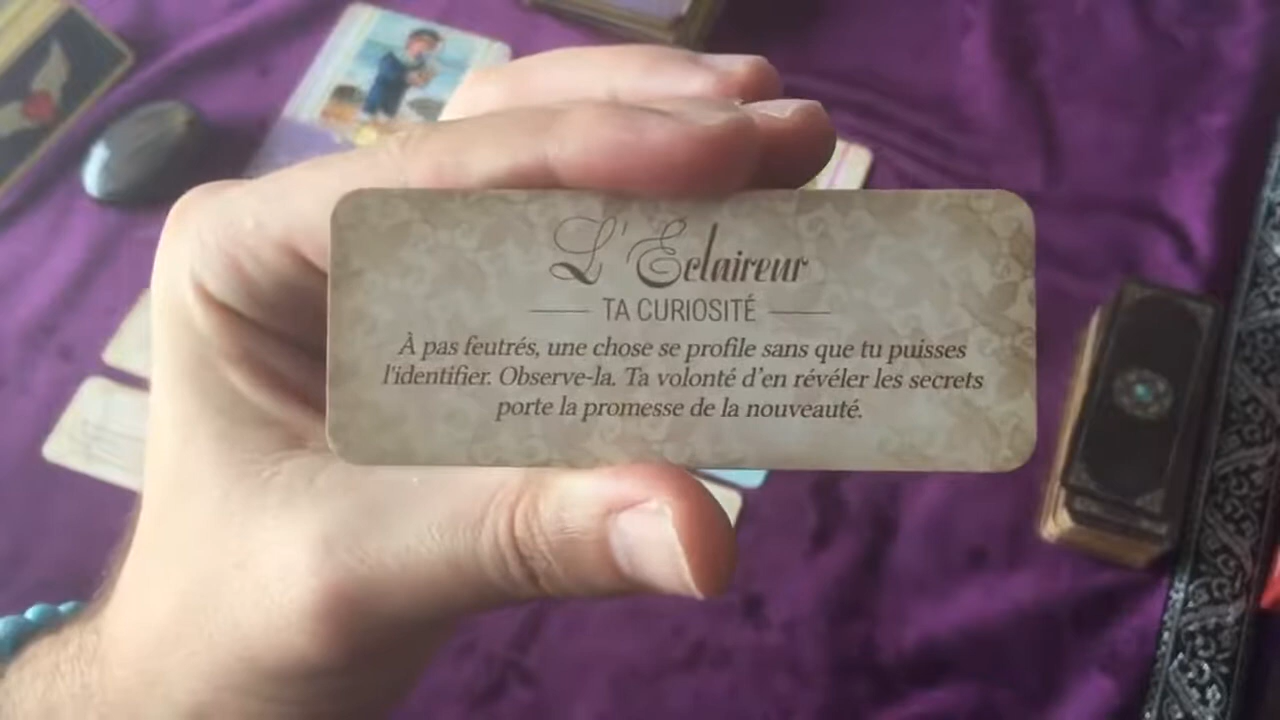 L'Eclaireur
TA CURIOSITÉ
À pas feutrés, une chose se profile sans que tu puisses
l'identifier. Observe-la. Ta volonté d'en révéler les secrets
porte la promesse de la nouveauté.